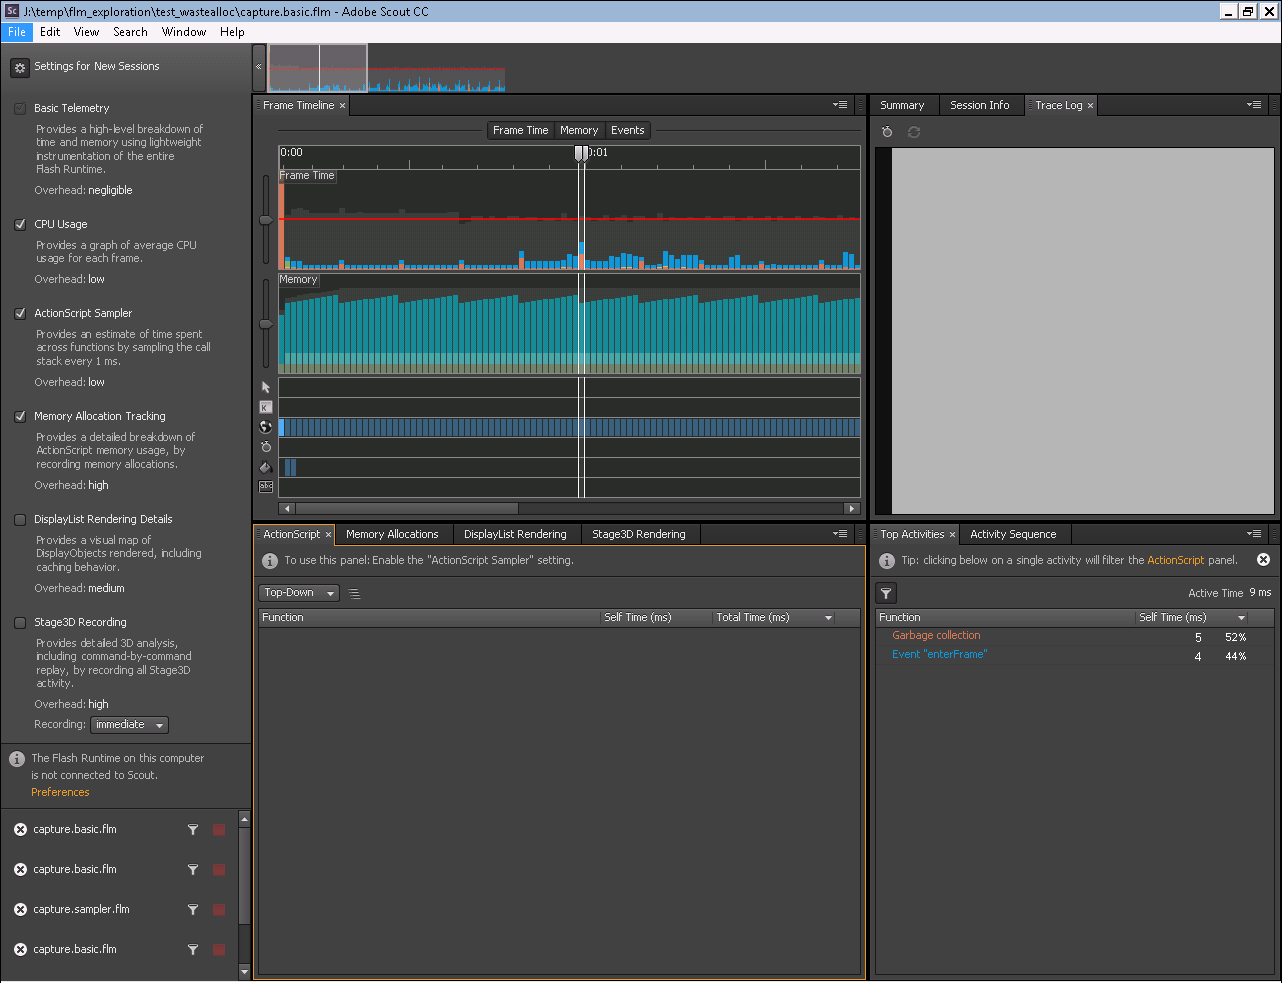 Sc J:\temp\flm_exploration\test_wastealloc\capture.basic.flm - Adobe Scout CC
File Edit View Search Window Help
Settings for New Sessions
Basic Telemetry
Provides a high-level breakdown of
time and memory using lightweight
instrumentation of the entire
Flash Runtime.
Overhead: negligible
CPU Usage
Provides a graph of average CPU
usage for each frame.
Overhead: low
ActionScript Sampler
Provides an estimate of time spent
across functions by sampling the call
stack every 1 ms.
Overhead: low
Memory Allocation Tracking
Provides a detailed breakdown of
ActionScript memory usage, by
recording memory allocations.
Overhead: high
DisplayList Rendering Details
Provides a visual map of
DisplayObjects rendered, including
caching behavior.
Overhead: medium
Stage3D Recording
Provides detailed 3D analysis,
including command-by-command
replay, by recording all Stage3D
activity.
Overhead: high
Recording: immediate
The Flash Runtime on this computer
is not connected to Scout.
Preferences
capture.basic.flm
capture.basic.flm
capture.sampler.flm
capture.basic.flm
Frame Timeline
Frame Time Memory Events
0:00 0:01
Frame Time
Memory
K
abc
Summary Session Info Trace Log
ActionScript Memory Allocations DisplayList Rendering Stage3D Rendering
To use this panel: Enable the "ActionScript Sampler" setting.
Top-Down
Function Self Time (ms) Total Time (ms)
Top Activities Activity Sequence
Tip: clicking below on a single activity will filter the ActionScript panel.
Active Time 9 ms
Function Self Time (ms)
Garbage collection 5 52%
Event "enterFrame" 4 44%